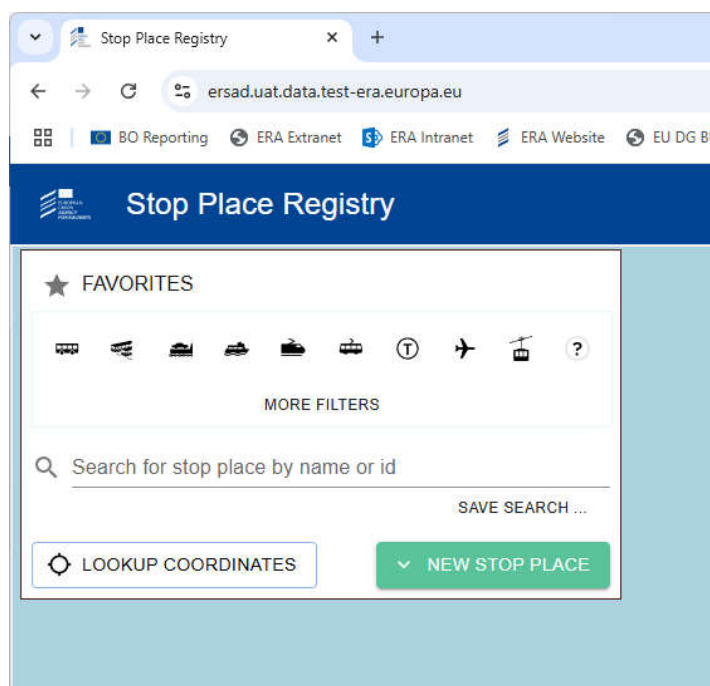 Stop Place Registry
ersad.uat.data.test-era.europa.eu
BO Reporting ERA Extranet ERA Intranet ERA Website EU DG B
Stop Place Registry
FAVORITES
T ?
MORE FILTERS
Search for stop place by name or id
SAVE SEARCH ...
LOOKUP COORDINATES NEW STOP PLACE